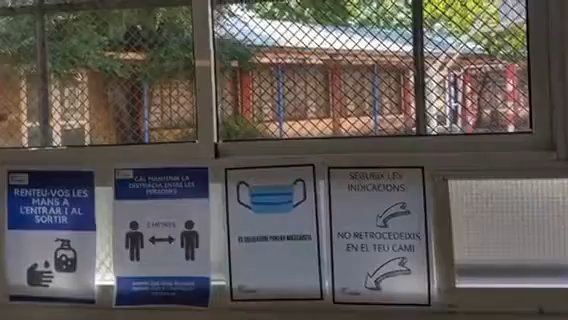 RENTEU-VOS LES
MANS A
L'ENTRAR I AL
SORTIR
CAL MANTENIR LA
DISTÀNCIA ENTRE LES
PERSONES
2 METRES
ÉS OBLIGATORI PORTAR MASCARETA
SEGUEIX LES
INDICACIONS:
NO RETROCEDEIXIS
EN EL TEU CAMÍ